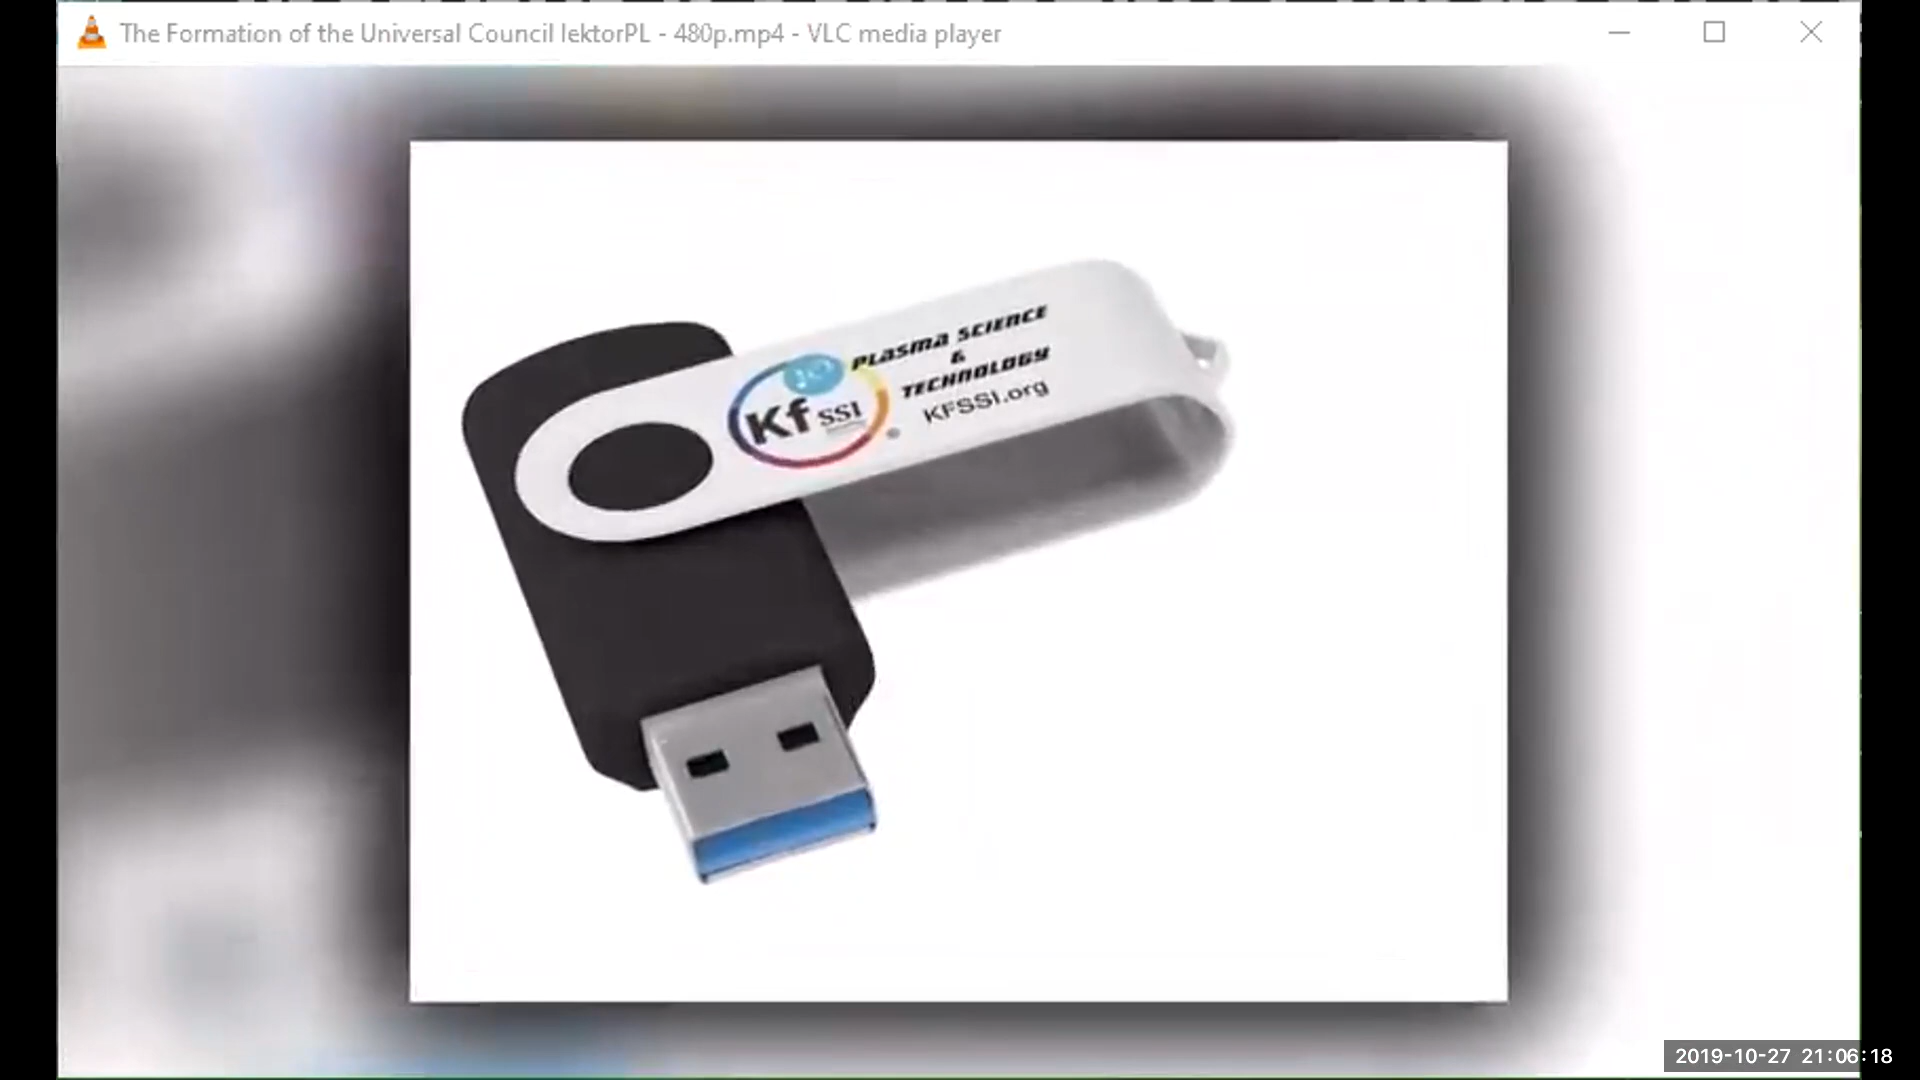 The Formation of the Universal Council lektorPL - 480p.mp4 - VLC media player
PLASMA SCIENCE
&
TECHNOLOGY
KFSSI.org
Kf SSI
®
2019-10-27 21:06:18